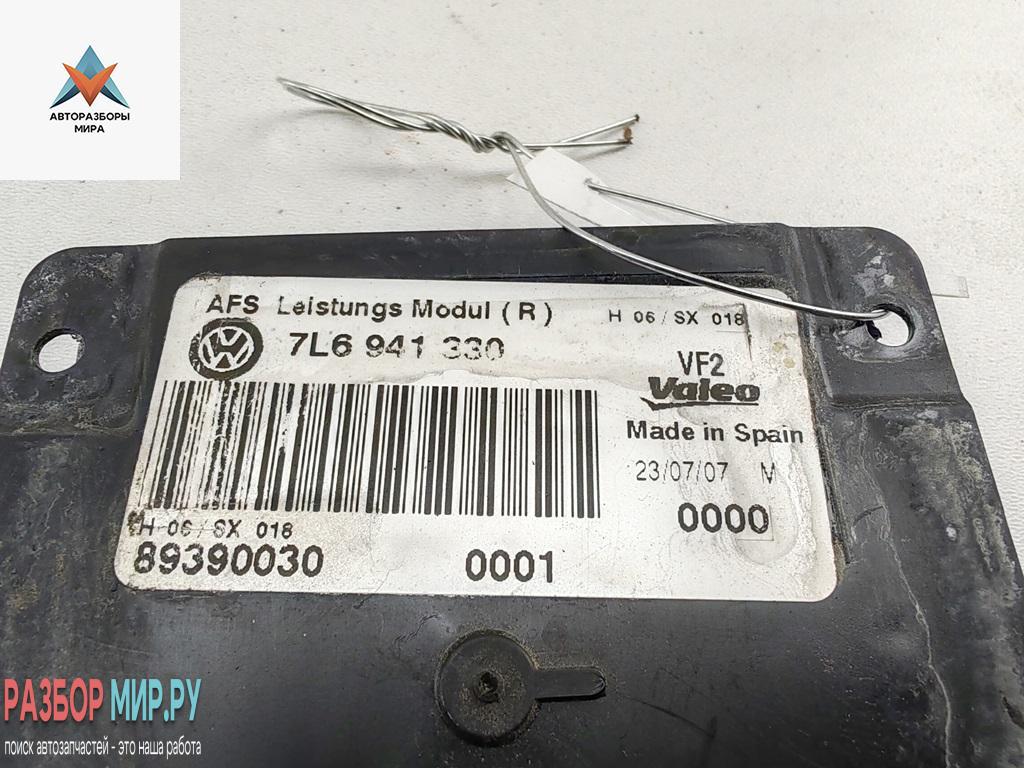 АВТОРАЗБОРЫ
МИРА
AFS Leistungs Modul (R)
H 06/SX 018
7L6 941 330
VF2
Valeo
Made in Spain
23/07/07 M
0000
H 06/SX 018
89390030 0001
РАЗБОР МИР.РУ
поиск автозапчастей - это наша работа